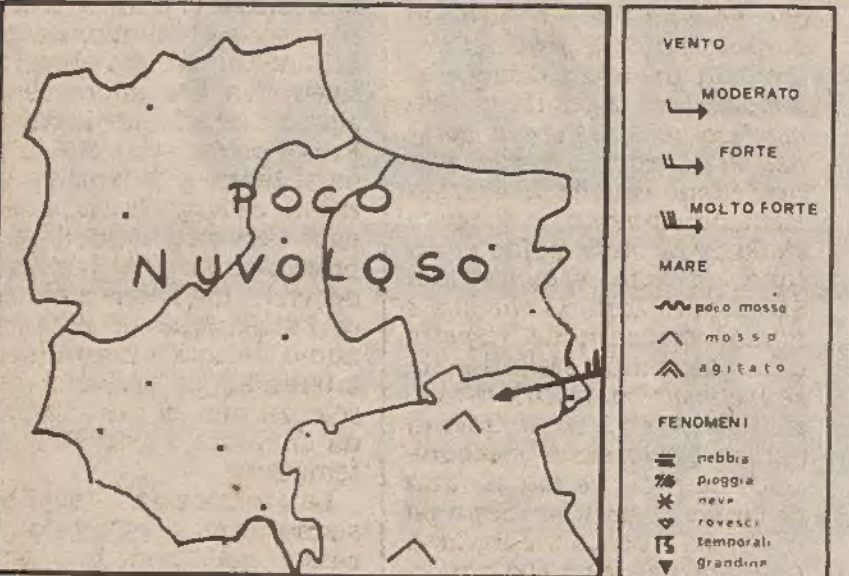 POCO
NUVOLOSO
VENTO
MODERATO
FORTE
MOLTO FORTE
MARE
poco mosso
mosso
agitato
FENOMENI
nebbia
pioggia
neve
rovesci
temporali
grandine